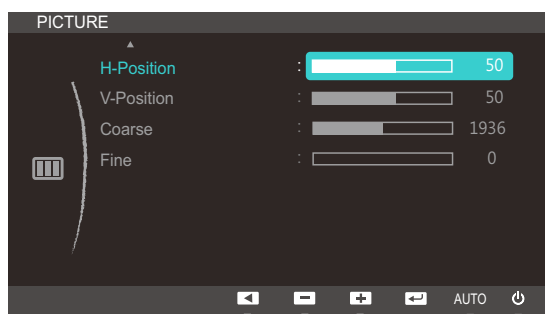 PICTURE
H-Position : 50
V-Position : 50
Coarse : 1936
Fine : 0
AUTO